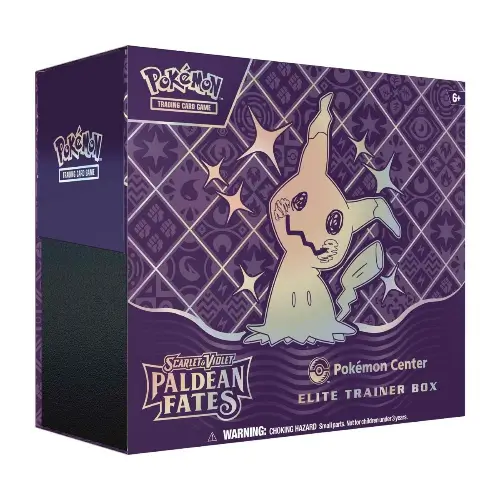 POKÉMON
TRADING CARD GAME
6+
POKÉMON
TRADING CARD GAME
SCARLET & VIOLET
PALDEAN
FATES
Pokémon Center
ELITE TRAINER BOX
WARNING: CHOKING HAZARD Small parts. Not for children under 3 years.